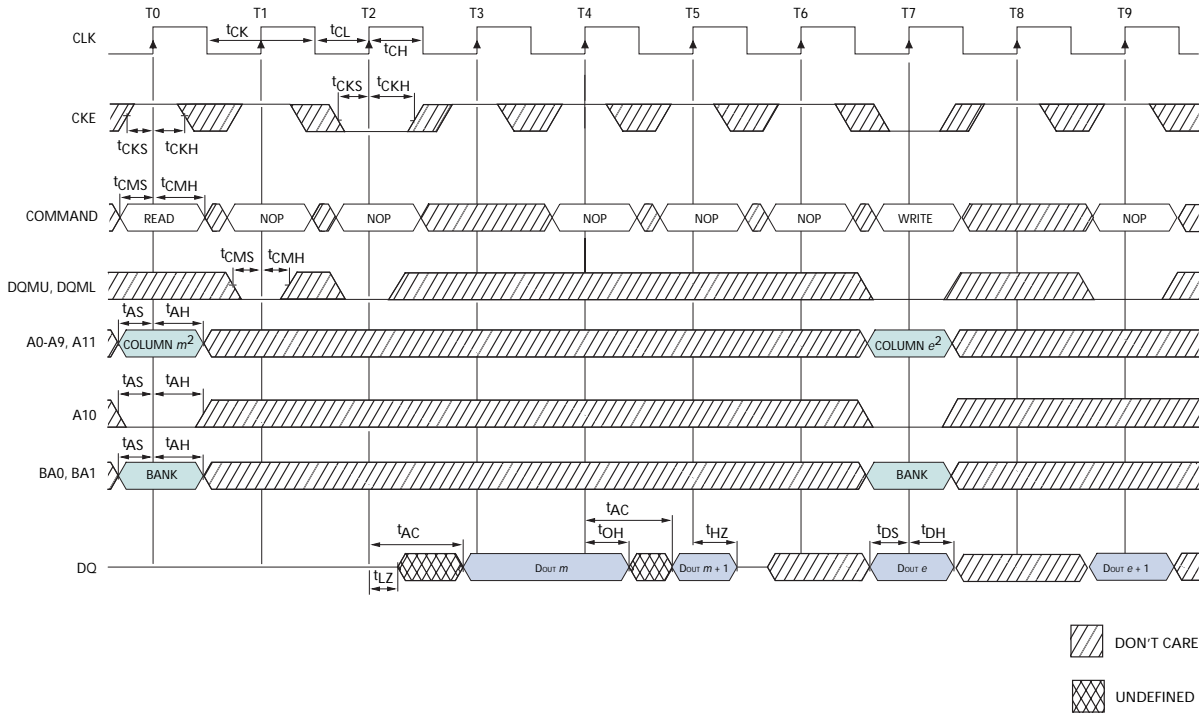 T0 T1 T2 T3 T4 T5 T6 T7 T8 T9
CLK
tCK tCL
tCH
tCKS tCKH
CKE
tCKS tCKH
tCMS tCMH
COMMAND READ NOP NOP NOP NOP NOP WRITE NOP
tCMS tCMH
DQMU, DQML
tAS tAH
A0-A9, A11 COLUMN m2 COLUMN e2
tAS tAH
A10
tAS tAH
BA0, BA1 BANK BANK
tAC tAC
tOH tHZ tDS tDH
DQ DOUT m DOUT m + 1 DOUT e DOUT e + 1
tLZ
DON'T CARE
UNDEFINED